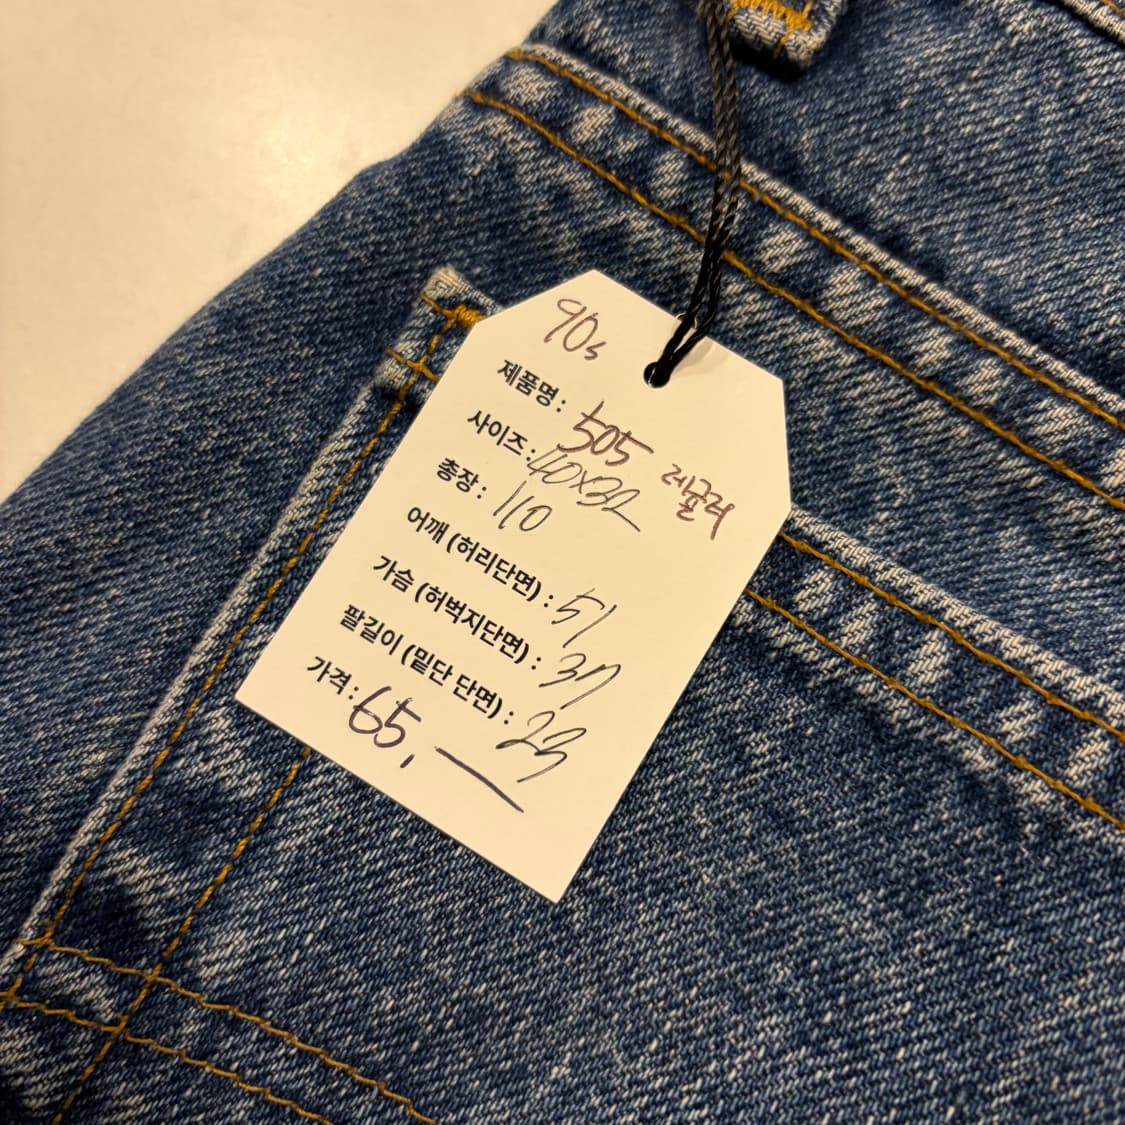 90s
제품명: 505 레귤러
사이즈: 40x32
총장: 110
어깨 (허리단면) : 51
가슴 (허벅지단면) : 37
팔길이 (밑단 단면) : 23
가격: 65,—